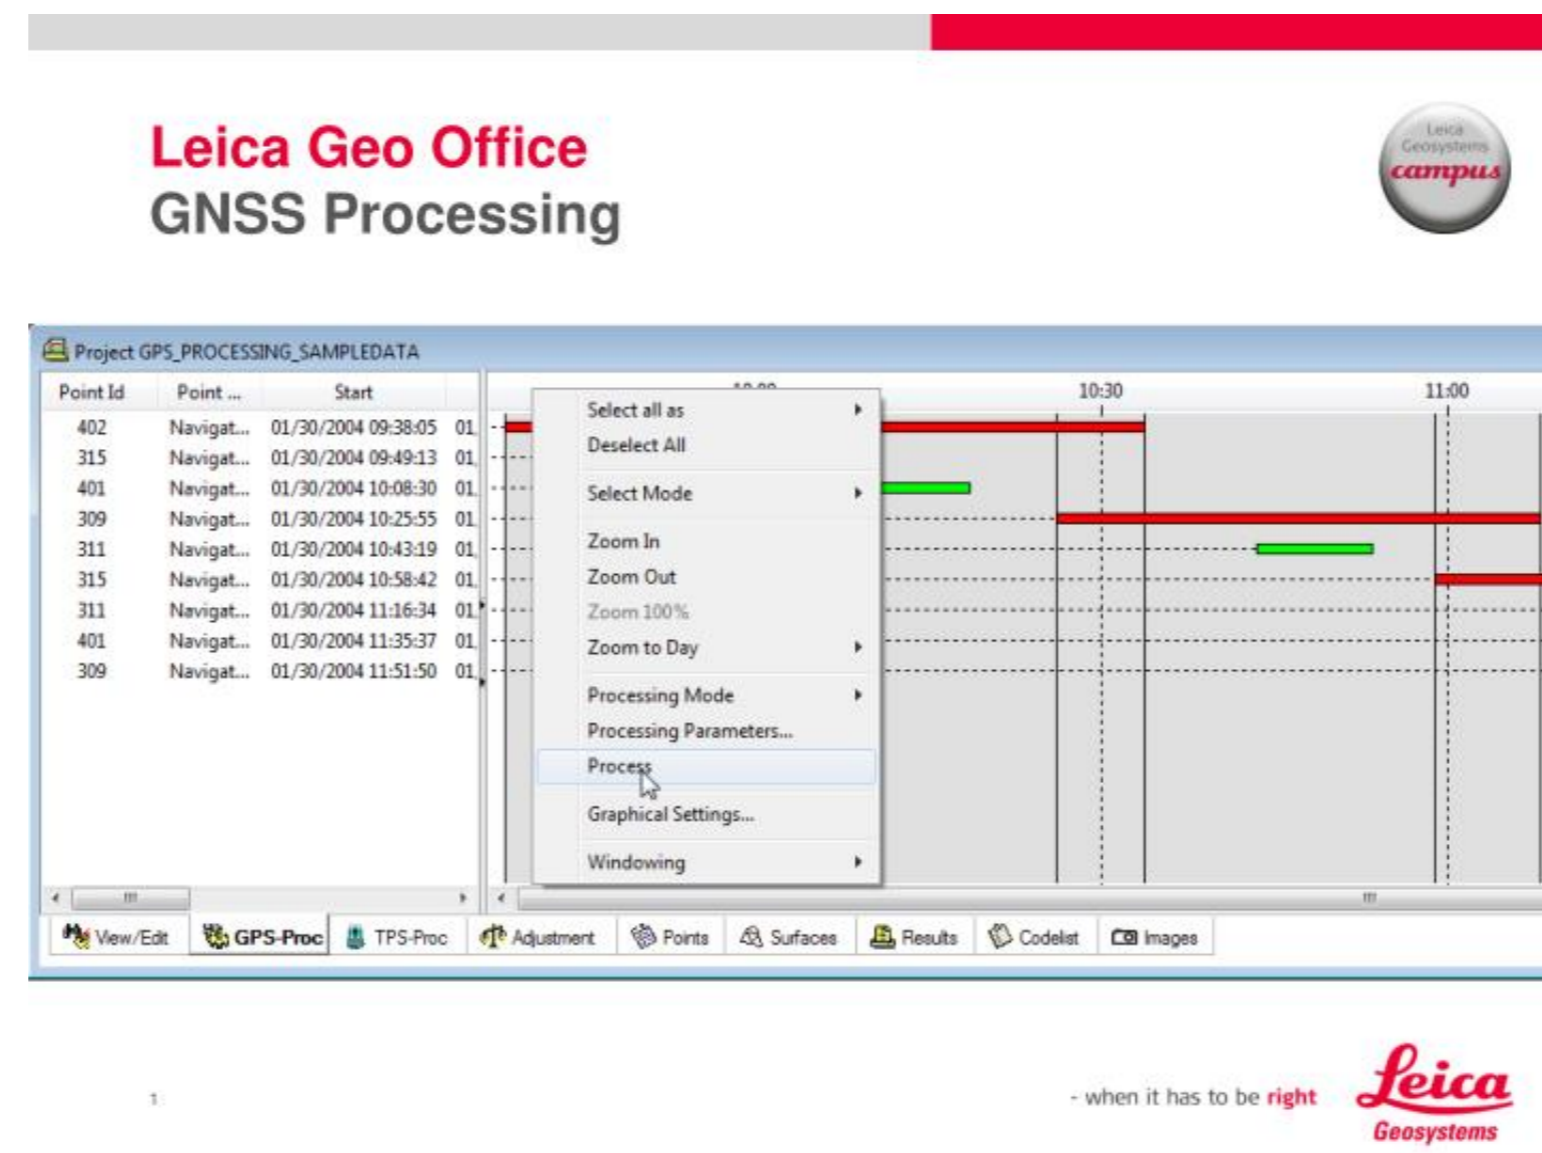 Leica Geo Office
GNSS Processing
Leica
Geosystems
campus
Project GPS_PROCESSING_SAMPLEDATA
Point Id Point ... Start 10:30 11:00
402 Navigat... 01/30/2004 09:38:05 01,
315 Navigat... 01/30/2004 09:49:13 01,
401 Navigat... 01/30/2004 10:08:30 01,
309 Navigat... 01/30/2004 10:25:55 01,
311 Navigat... 01/30/2004 10:43:19 01,
315 Navigat... 01/30/2004 10:58:42 01,
311 Navigat... 01/30/2004 11:16:34 01,
401 Navigat... 01/30/2004 11:35:37 01,
309 Navigat... 01/30/2004 11:51:50 01,
Select all as
Deselect All
Select Mode
Zoom In
Zoom Out
Zoom 100%
Zoom to Day
Processing Mode
Processing Parameters...
Process
Graphical Settings...
Windowing
View/Edit GPS-Proc TPS-Proc Adjustment Points Surfaces Results Codelist Images
1
- when it has to be right
Leica
Geosystems